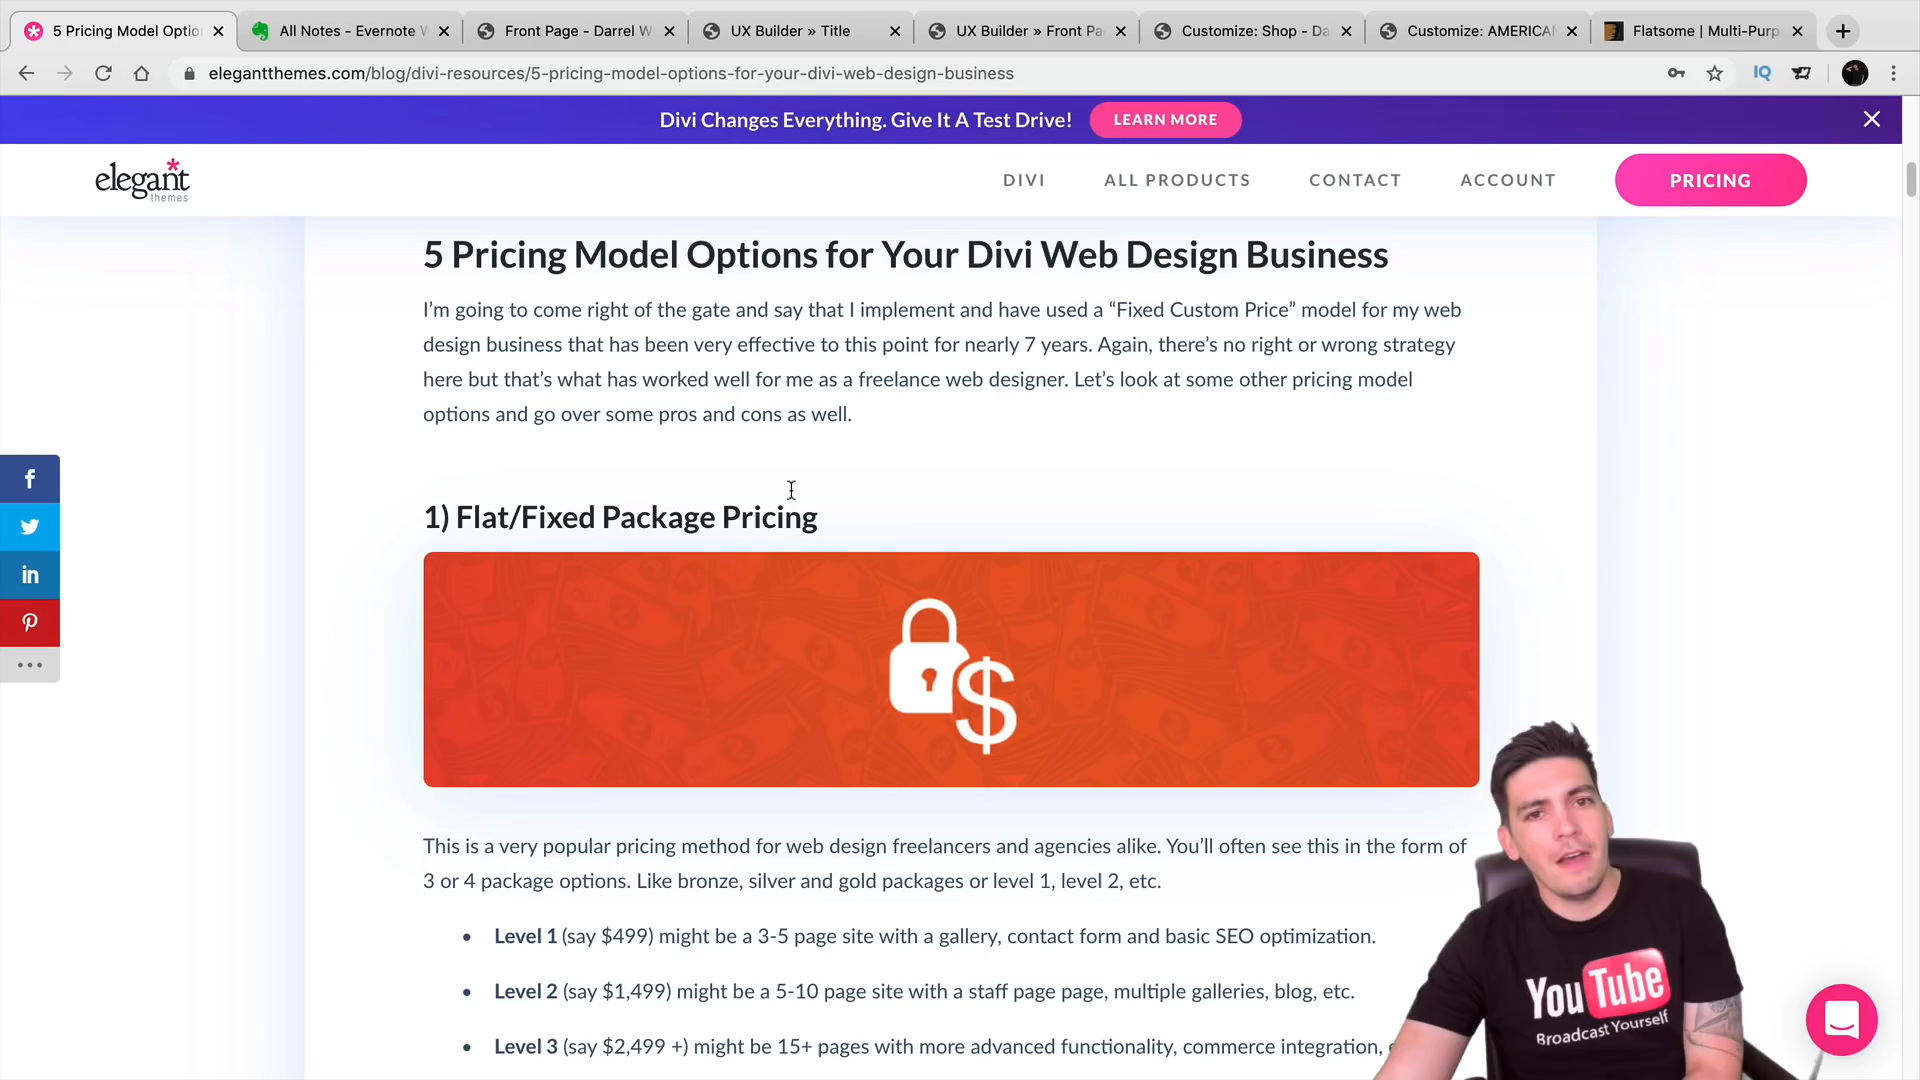 5 Pricing Model Optio
All Notes - Evernote W
Front Page - Darrel W
UX Builder » Title
UX Builder » Front Pa
Customize: Shop - Da
Customize: AMERICA
Flatsome | Multi-Purp
elegantthemes.com/blog/divi-resources/5-pricing-model-options-for-your-divi-web-design-business
IQ
Divi Changes Everything. Give It A Test Drive!
LEARN MORE
elegant
themes
DIVI
ALL PRODUCTS
CONTACT
ACCOUNT
PRICING
5 Pricing Model Options for Your Divi Web Design Business
I'm going to come right of the gate and say that I implement and have used a “Fixed Custom Price” model for my web
design business that has been very effective to this point for nearly 7 years. Again, there's no right or wrong strategy
here but that's what has worked well for me as a freelance web designer. Let's look at some other pricing model
options and go over some pros and cons as well.
1) Flat/Fixed Package Pricing
$
This is a very popular pricing method for web design freelancers and agencies alike. You'll often see this in the form of
3 or 4 package options. Like bronze, silver and gold packages or level 1, level 2, etc.
• Level 1 (say $499) might be a 3-5 page site with a gallery, contact form and basic SEO optimization.
• Level 2 (say $1,499) might be a 5-10 page site with a staff page page, multiple galleries, blog, etc.
• Level 3 (say $2,499 +) might be 15+ pages with more advanced functionality, commerce integration,
YouTube
Broadcast Yourself